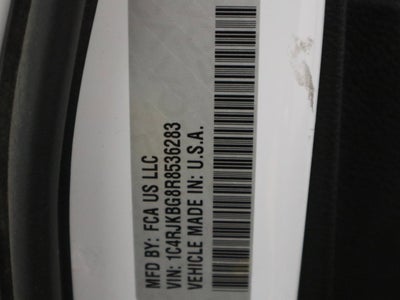 MFD BY: FCA US LLC
VIN: 1C4RJKBG8R8536283
VEHICLE MADE IN: U.S.A.